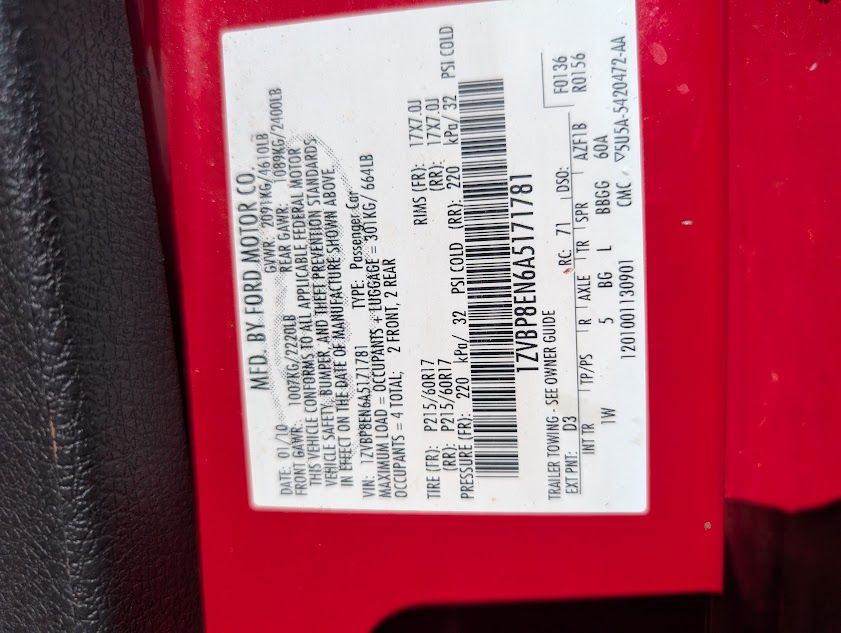 MFD. BY FORD MOTOR CO.
DATE: 01/10 GVWR: 2091KG/4610LB
FRONT GAWR: 1007KG/2220LB REAR GAWR: 1089KG/2400LB
THIS VEHICLE CONFORMS TO ALL APPLICABLE FEDERAL MOTOR
VEHICLE SAFETY, BUMPER, AND THEFT PREVENTION STANDARDS
IN EFFECT ON THE DATE OF MANUFACTURE SHOWN ABOVE.
VIN: 1ZVBP8EN6A5171781 TYPE: Passenger Car
MAXIMUM LOAD = OCCUPANTS + LUGGAGE = 301KG/ 664LB
OCCUPANTS = 4 TOTAL; 2 FRONT, 2 REAR
TIRE (FR): P215/60R17 RIMS (FR): 17X7.0J
(RR): P215/60R17 (RR): 17X7.0J
PRESSURE (FR): 220 kPa/ 32 PSI COLD (RR): 220 kPa/ 32 PSI COLD
1ZVBP8EN6A5171781
TRAILER TOWING - SEE OWNER GUIDE
EXT PNT: D3 RC: 71 DSO: F0136
R0156
INT TR TP/PS R AXLE TR SPR AZF1B
1W 5 BG L BBGG 60A
1201001130901 CMC ▽5U5A-5420472-AA